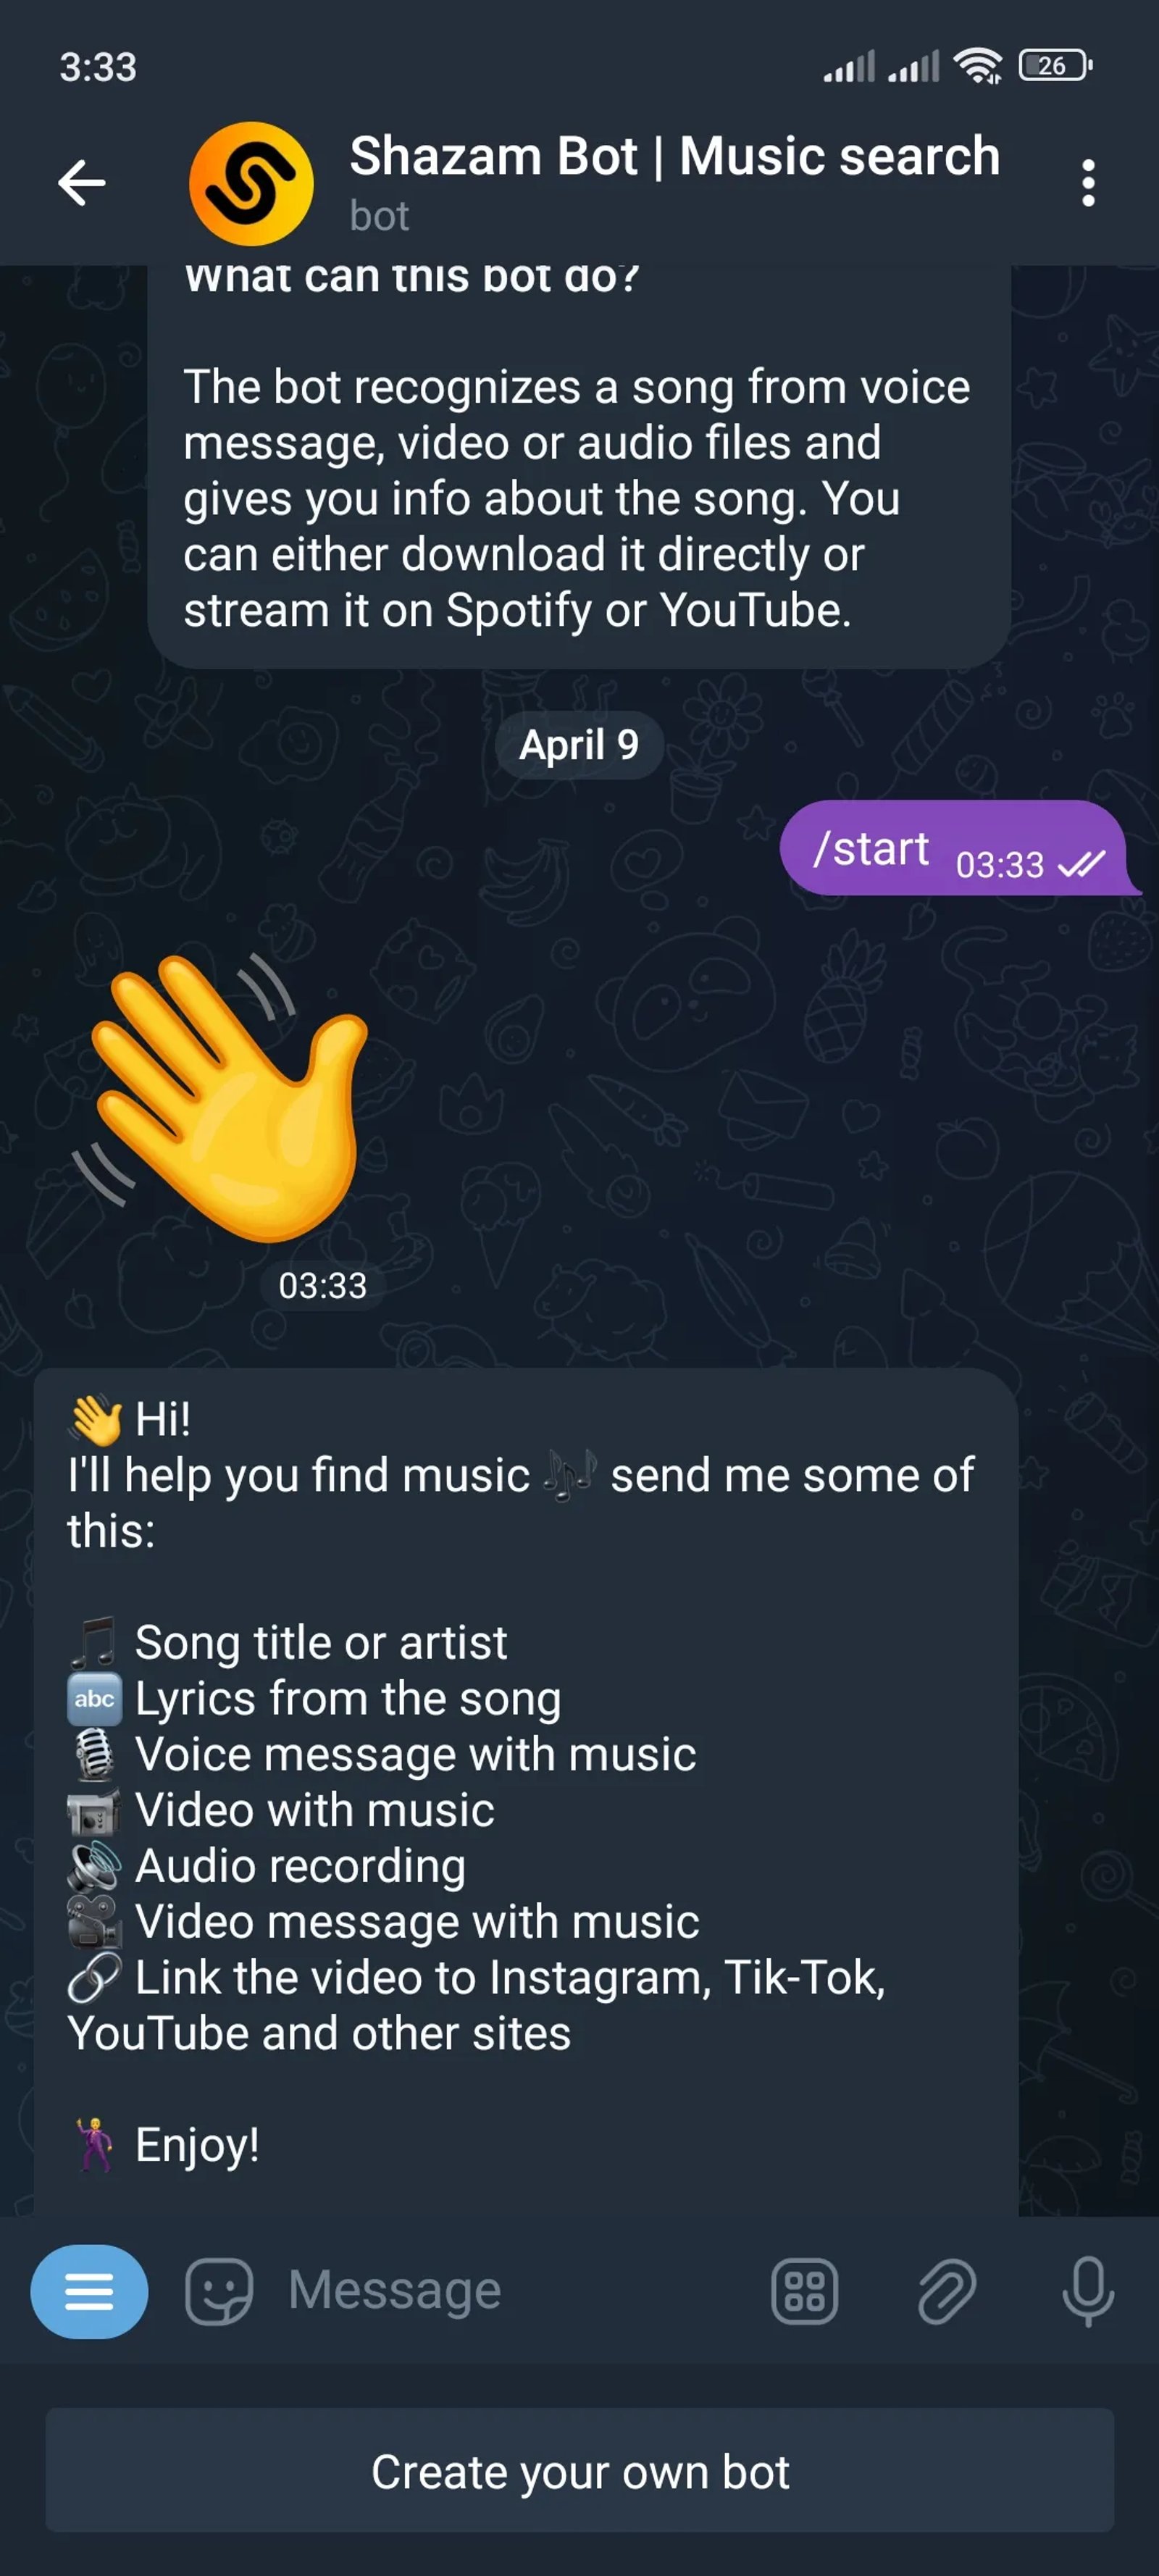 3:33
26
Shazam Bot | Music search
bot
What can this bot do?
The bot recognizes a song from voice
message, video or audio files and
gives you info about the song. You
can either download it directly or
stream it on Spotify or YouTube.
April 9
/start 03:33
03:33
👋 Hi!
I'll help you find music 🎶 send me some of
this:
🎵 Song title or artist
🔤 Lyrics from the song
🎙 Voice message with music
📹 Video with music
🔊 Audio recording
🎥 Video message with music
🔗 Link the video to Instagram, Tik-Tok,
YouTube and other sites
🕺 Enjoy!
Message
Create your own bot